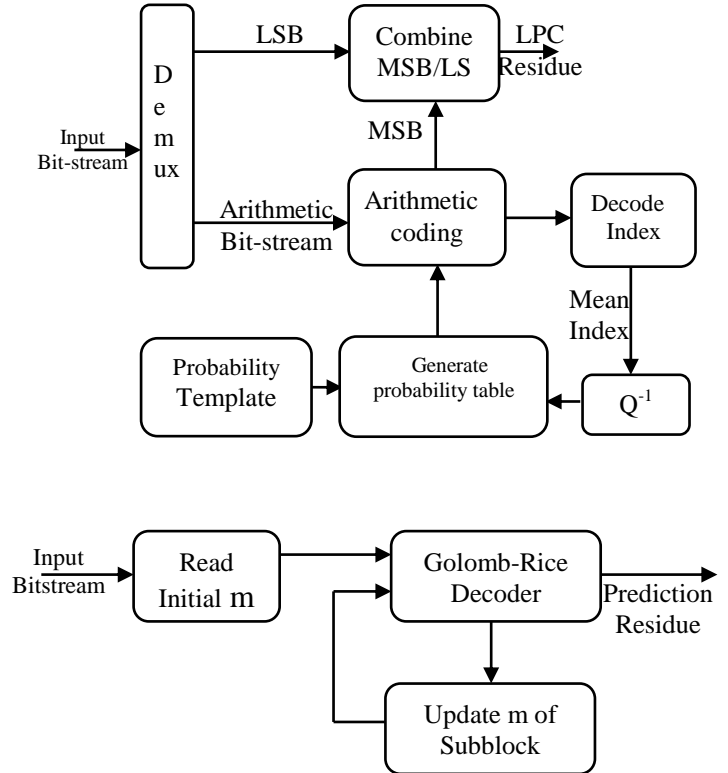 LSB
Combine
MSB/LS
LPC
Residue
D
e
m
ux
Input
Bit-stream
MSB
Arithmetic
Bit-stream
Arithmetic
coding
Decode
Index
Mean
Index
Probability
Template
Generate
probability table
Q-1
Input
Bitstream
Read
Initial m
Golomb-Rice
Decoder
Prediction
Residue
Update m of
Subblock